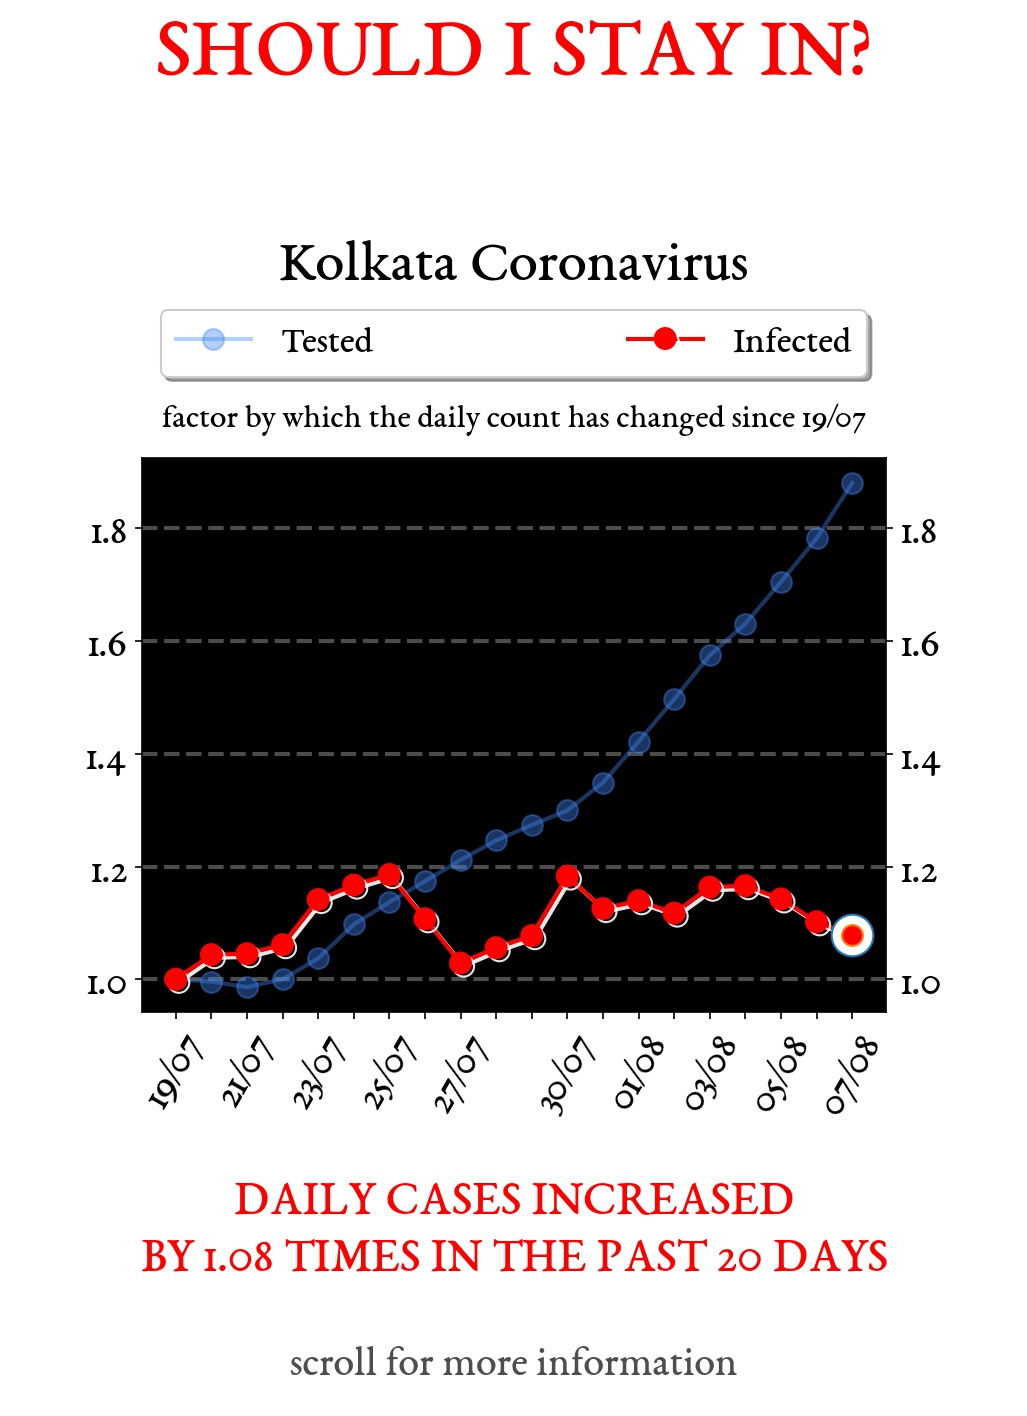 SHOULD I STAY IN?
Kolkata Coronavirus
Tested Infected
factor by which the daily count has changed since 19/07
1.8 1.8
1.6 1.6
1.4 1.4
1.2 1.2
1.0 1.0
19/07 21/07 23/07 25/07 27/07 30/07 01/08 03/08 05/08 07/08
DAILY CASES INCREASED
BY 1.08 TIMES IN THE PAST 20 DAYS
scroll for more information